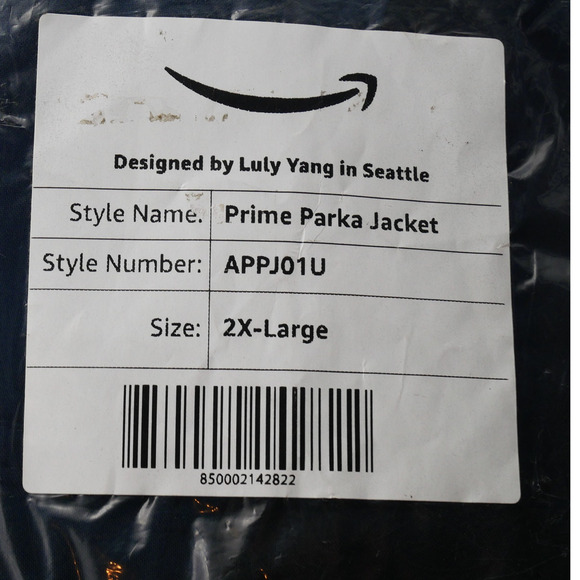 Designed by Luly Yang in Seattle
Style Name: Prime Parka Jacket
Style Number: APPJ01U
Size: 2X-Large
850002142822